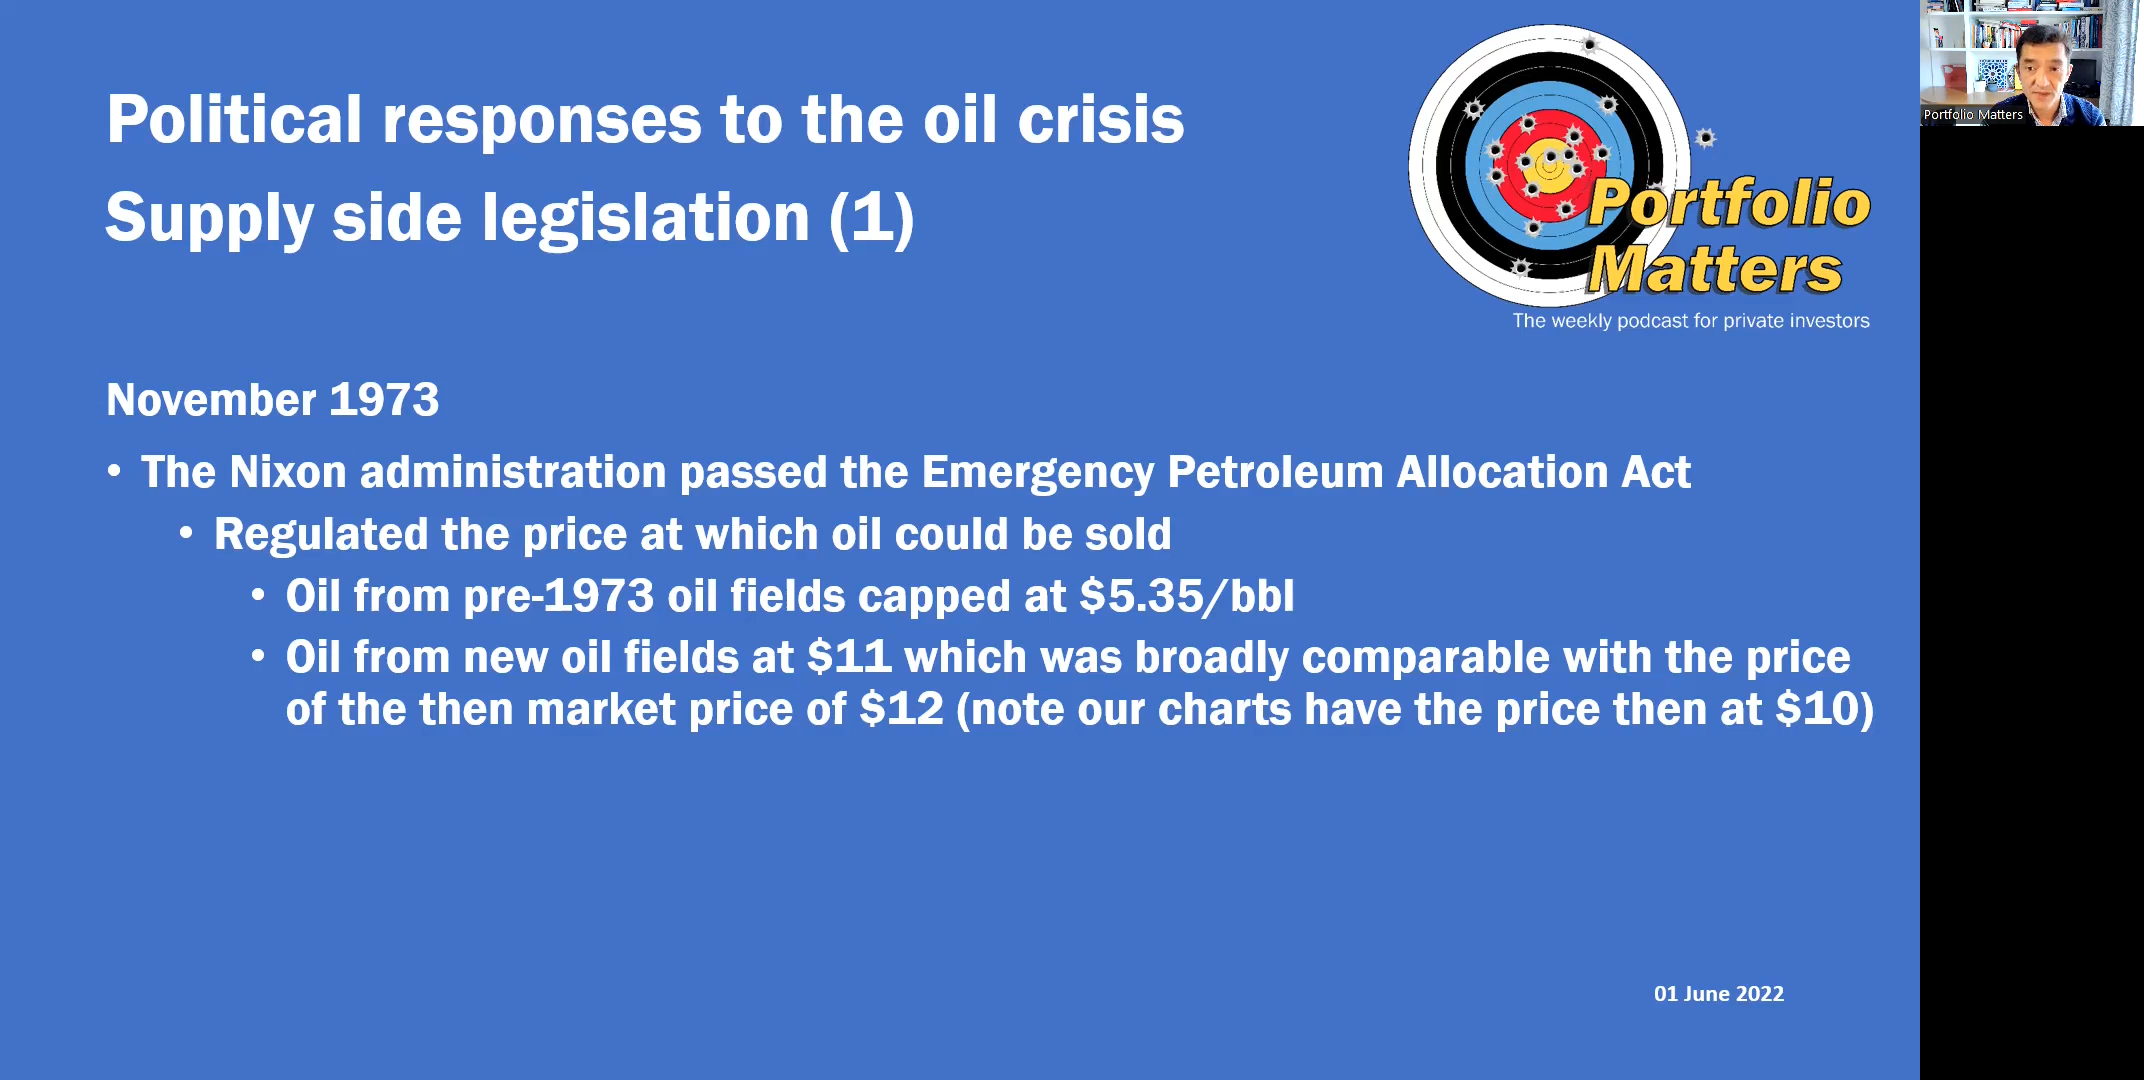 Political responses to the oil crisis
Supply side legislation (1)
Portfolio
Matters
The weekly podcast for private investors
Portfolio Matters
November 1973
• The Nixon administration passed the Emergency Petroleum Allocation Act
• Regulated the price at which oil could be sold
• Oil from pre-1973 oil fields capped at $5.35/bbl
• Oil from new oil fields at $11 which was broadly comparable with the price
of the then market price of $12 (note our charts have the price then at $10)
01 June 2022